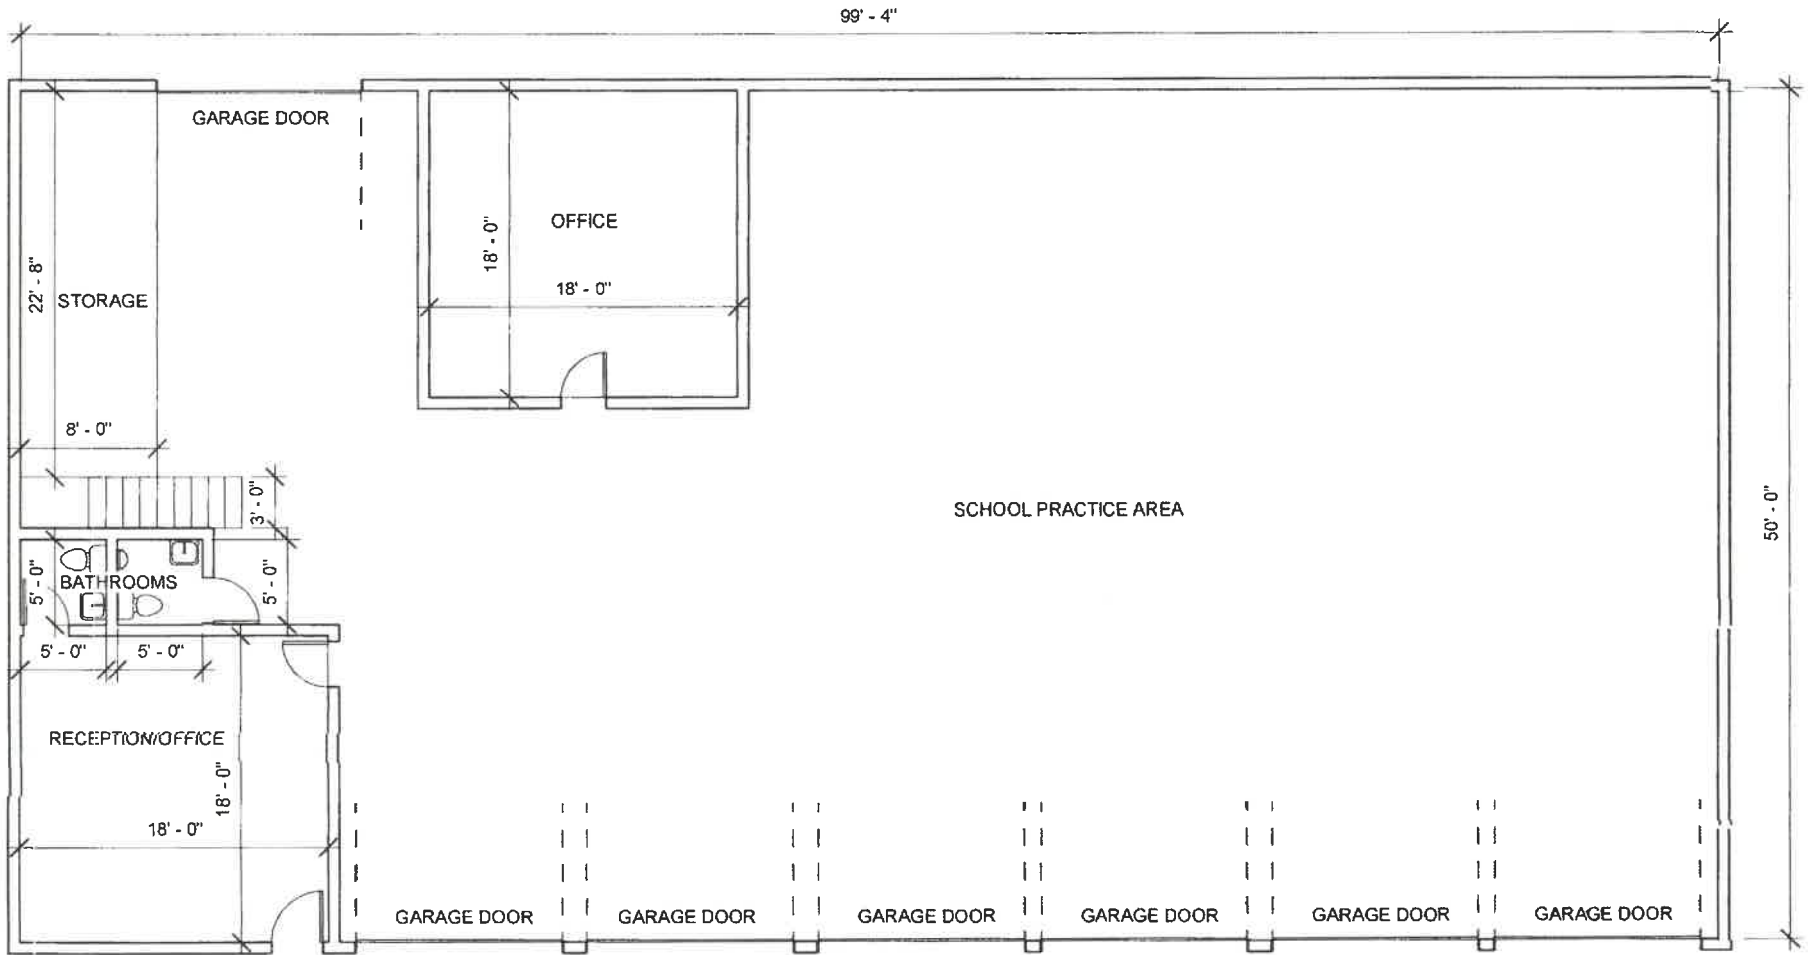 99' - 4"
GARAGE DOOR
OFFICE
18' - 0"
18' - 0"
22' - 8"
STORAGE
8' - 0"
3' - 0"
SCHOOL PRACTICE AREA
50' - 0"
5' - 0"
BATHROOMS
5' - 0"
5' - 0"
5' - 0"
RECEPTION/OFFICE
18' - 0"
18' - 0"
GARAGE DOOR
GARAGE DOOR
GARAGE DOOR
GARAGE DOOR
GARAGE DOOR
GARAGE DOOR